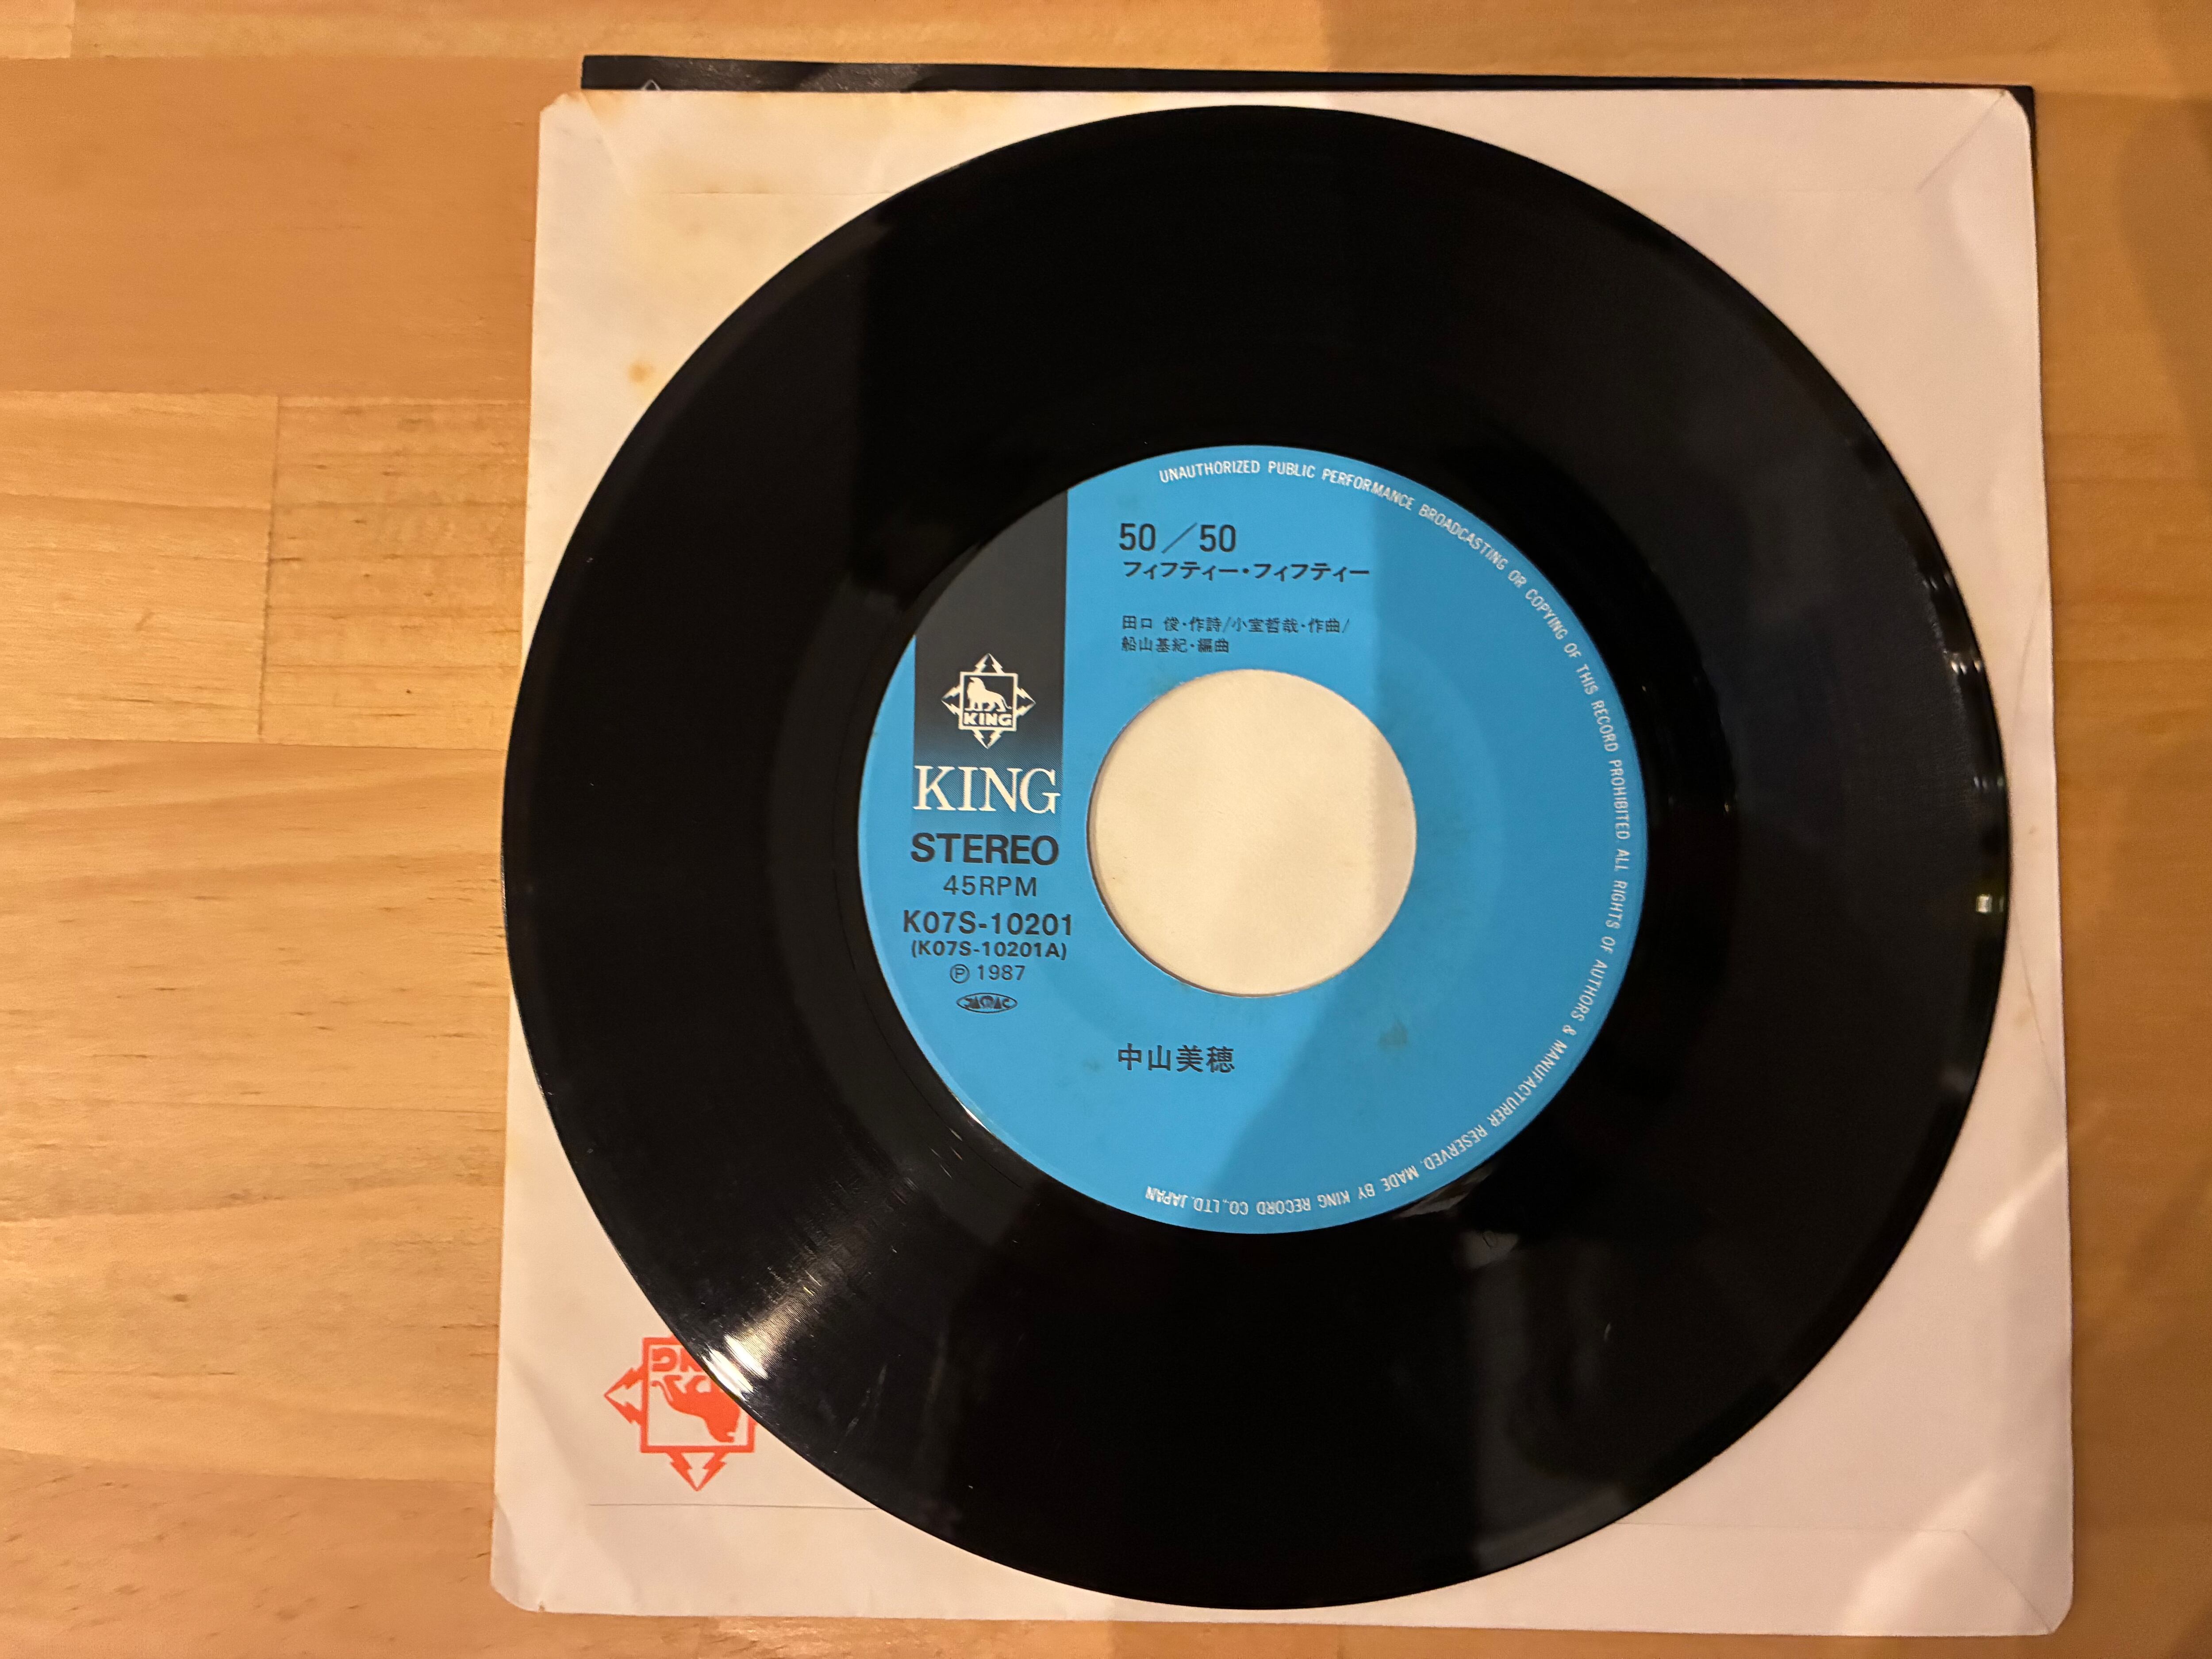 50／50
フィフティー・フィフティー
田口 俊・作詩/小室哲哉・作曲/
船山基紀・編曲
KING
KING
STEREO
45RPM
K07S-10201
(K07S-10201A)
Ⓟ 1987
JASRAC
中山美穂
UNAUTHORIZED PUBLIC PERFORMANCE BROADCASTING OR COPYING OF THIS RECORD PROHIBITED. ALL RIGHTS OF AUTHORS & MANUFACTURER RESERVED. MADE BY KING RECORD CO., LTD. JAPAN